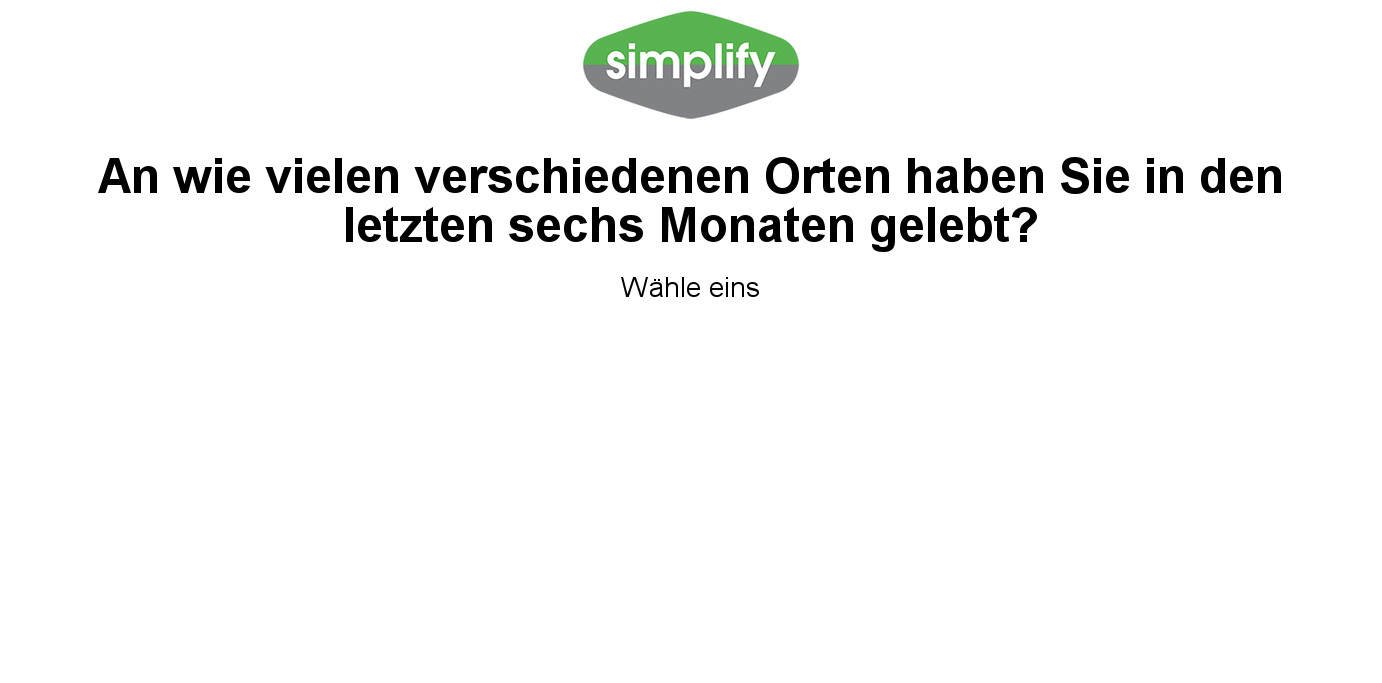 simplify
An wie vielen verschiedenen Orten haben Sie in den
letzten sechs Monaten gelebt?
Wähle eins